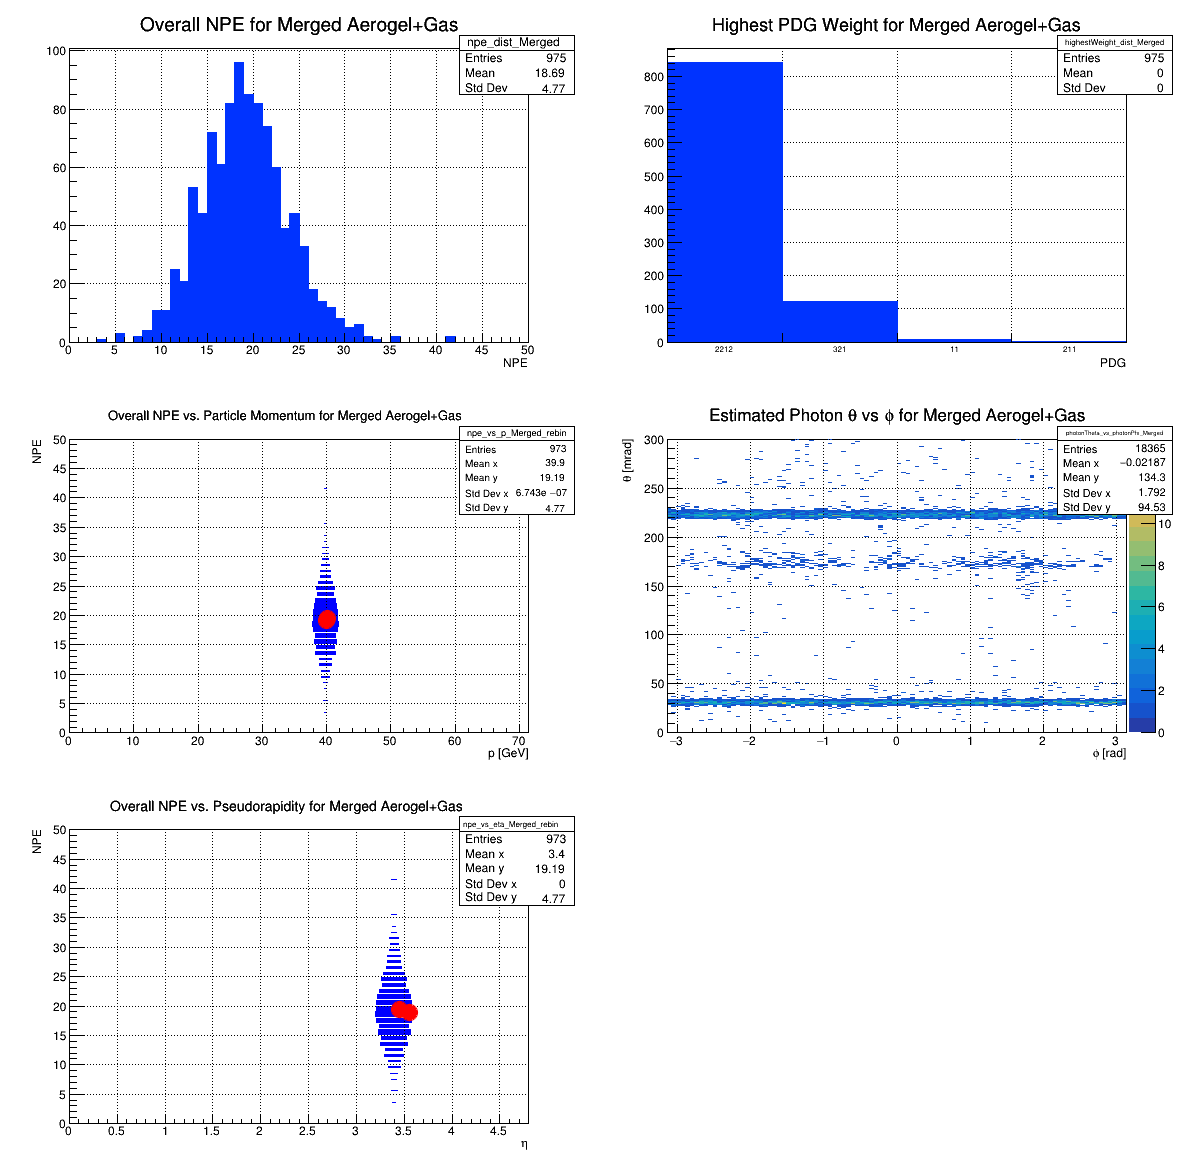 Overall NPE for Merged Aerogel+Gas
npe_dist_Merged
Entries 975
Mean 18.69
Std Dev 4.77
100
80
60
40
20
0
0 5 10 15 20 25 30 35 40 45 50
NPE
Highest PDG Weight for Merged Aerogel+Gas
highestWeight_dist_Merged
Entries 975
Mean 0
Std Dev 0
800
700
600
500
400
300
200
100
0
2212 321 11 211
PDG
Overall NPE vs. Particle Momentum for Merged Aerogel+Gas
npe_vs_p_Merged_rebin
Entries 973
Mean x 39.9
Mean y 19.19
Std Dev x 6.743e −07
Std Dev y 4.77
NPE
50
45
40
35
30
25
20
15
10
5
0
0 10 20 30 40 50 60 70
p [GeV]
Estimated Photon θ vs ϕ for Merged Aerogel+Gas
photonTheta_vs_photonPhi_Merged
Entries 18365
Mean x −0.02187
Mean y 134.3
Std Dev x 1.792
Std Dev y 94.53
θ [mrad]
300
250
200
150
100
50
0
−3 −2 −1 0 1 2 3
ϕ [rad]
10
8
6
4
2
0
Overall NPE vs. Pseudorapidity for Merged Aerogel+Gas
npe_vs_eta_Merged_rebin
Entries 973
Mean x 3.4
Mean y 19.19
Std Dev x 0
Std Dev y 4.77
NPE
50
45
40
35
30
25
20
15
10
5
0
0 0.5 1 1.5 2 2.5 3 3.5 4 4.5
η